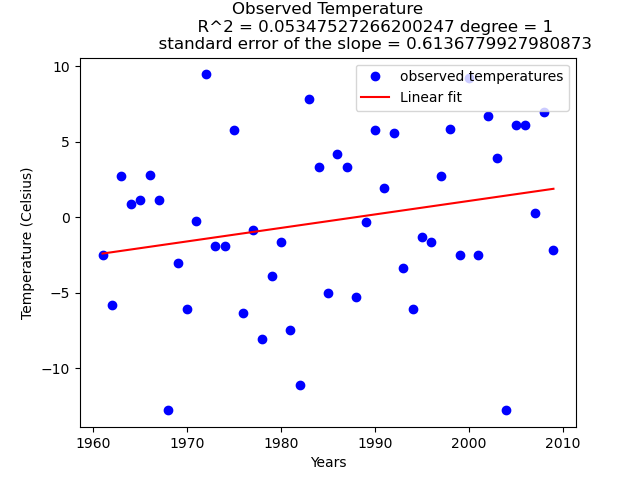 Observed Temperature
R^2 = 0.05347527266200247 degree = 1
standard error of the slope = 0.6136779927980873
observed temperatures
Linear fit
10
5
0
−5
−10
Temperature (Celsius)
1960 1970 1980 1990 2000 2010
Years